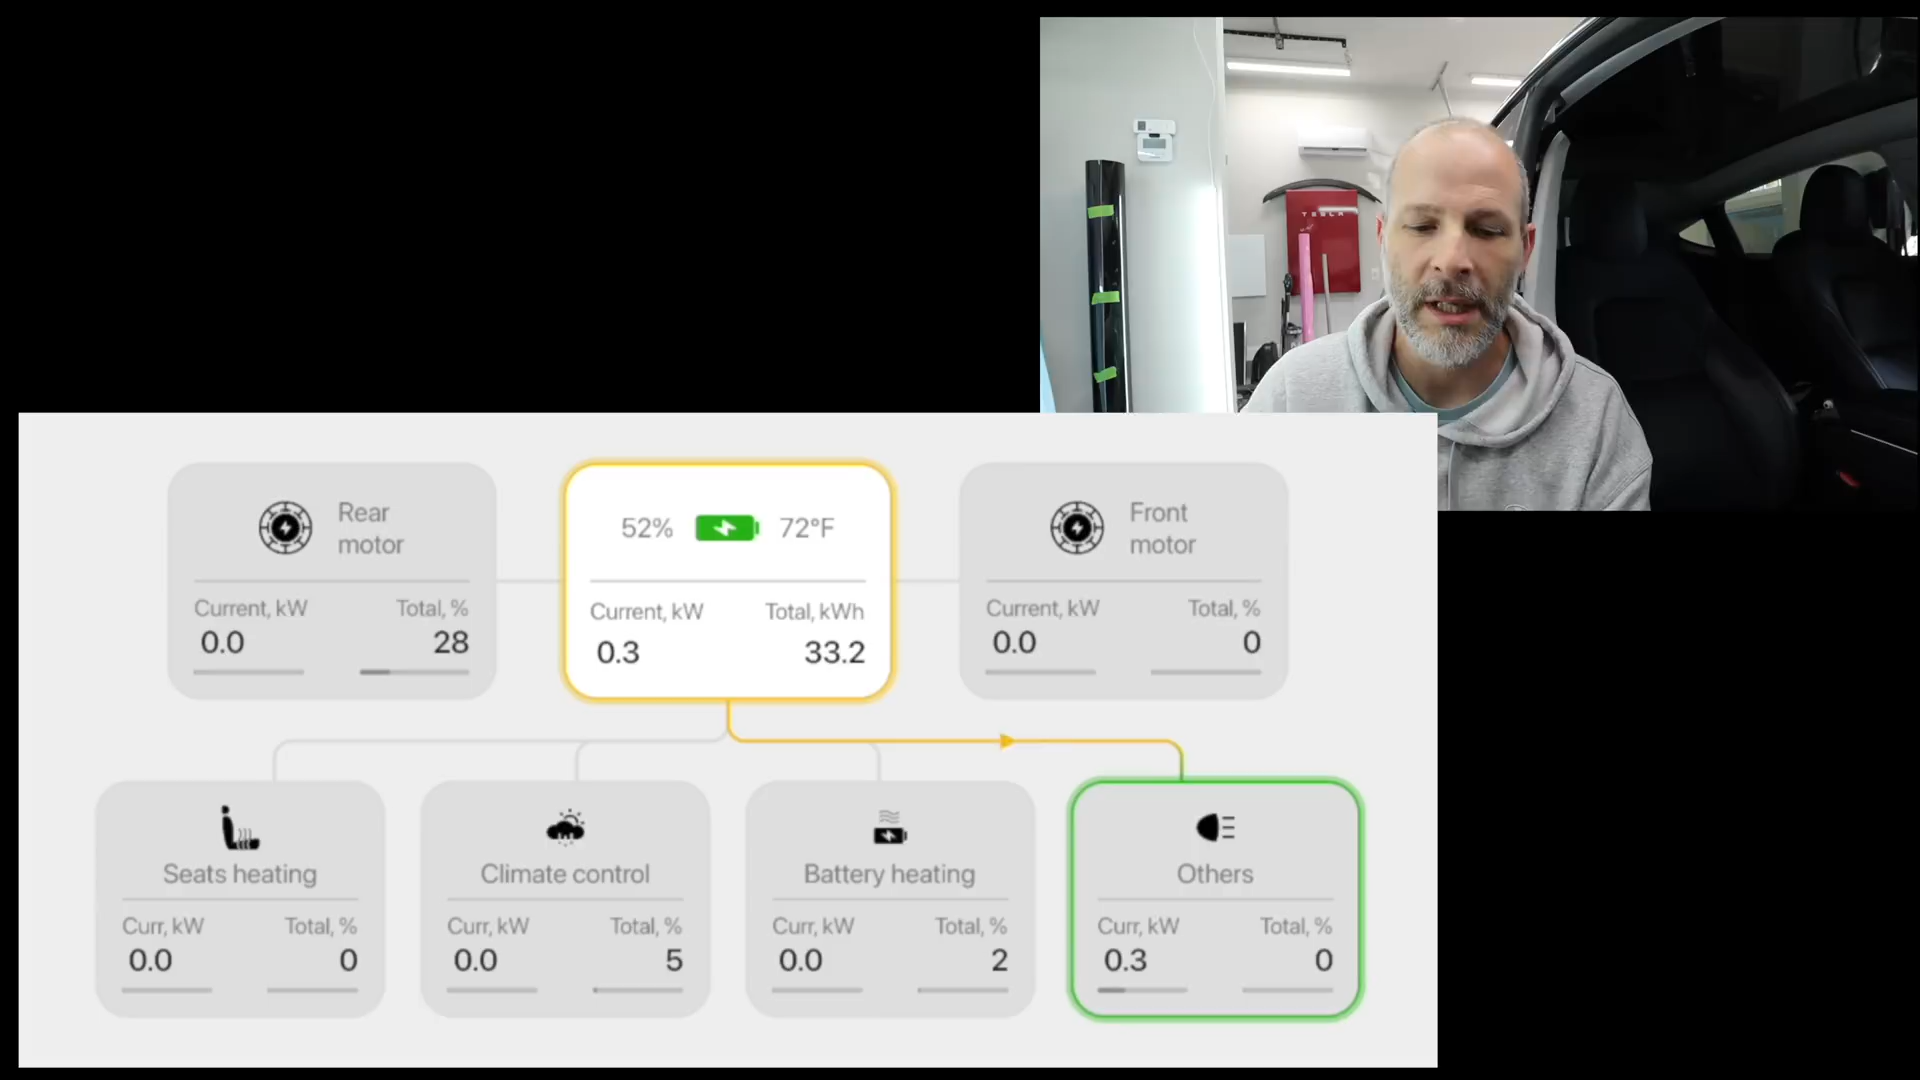 TESLA
Rear
motor
Current, kW
Total, %
0.0
28
52%
72°F
Current, kW
Total, kWh
0.3
33.2
Front
motor
Current, kW
Total, %
0.0
0
Seats heating
Curr, kW
Total, %
0.0
0
Climate control
Curr, kW
Total, %
0.0
5
Battery heating
Curr, kW
Total, %
0.0
2
Others
Curr, kW
Total, %
0.3
0